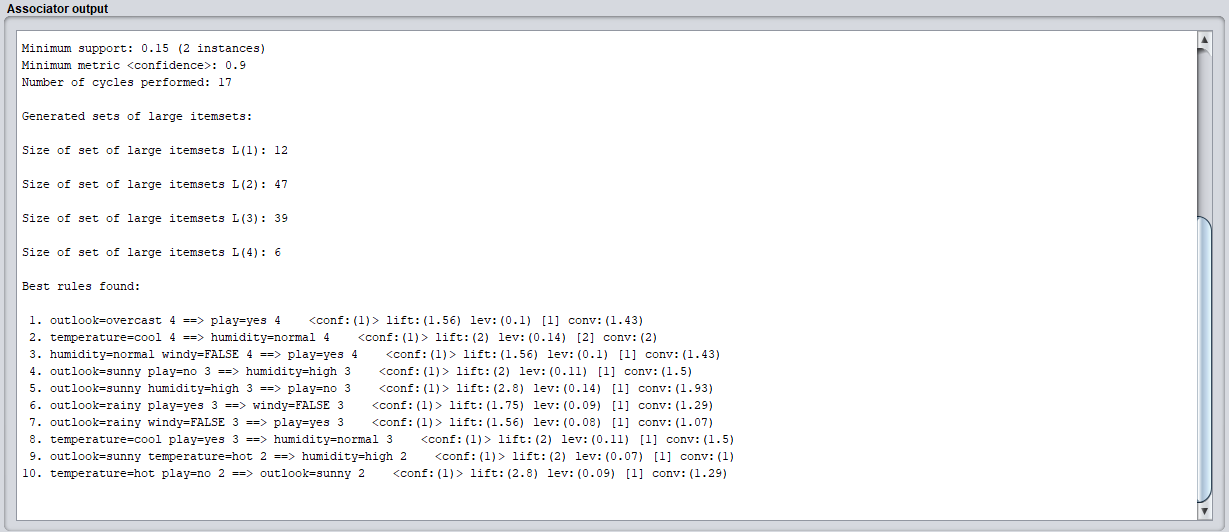 Associator output
Minimum support: 0.15 (2 instances)
Minimum metric <confidence>: 0.9
Number of cycles performed: 17
Generated sets of large itemsets:
Size of set of large itemsets L(1): 12
Size of set of large itemsets L(2): 47
Size of set of large itemsets L(3): 39
Size of set of large itemsets L(4): 6
Best rules found:
1. outlook=overcast 4 ==> play=yes 4    <conf:(1)> lift:(1.56) lev:(0.1) [1] conv:(1.43)
2. temperature=cool 4 ==> humidity=normal 4    <conf:(1)> lift:(2) lev:(0.14) [2] conv:(2)
3. humidity=normal windy=FALSE 4 ==> play=yes 4    <conf:(1)> lift:(1.56) lev:(0.1) [1] conv:(1.43)
4. outlook=sunny play=no 3 ==> humidity=high 3    <conf:(1)> lift:(2) lev:(0.11) [1] conv:(1.5)
5. outlook=sunny humidity=high 3 ==> play=no 3    <conf:(1)> lift:(2.8) lev:(0.14) [1] conv:(1.93)
6. outlook=rainy play=yes 3 ==> windy=FALSE 3    <conf:(1)> lift:(1.75) lev:(0.09) [1] conv:(1.29)
7. outlook=rainy windy=FALSE 3 ==> play=yes 3    <conf:(1)> lift:(1.56) lev:(0.08) [1] conv:(1.07)
8. temperature=cool play=yes 3 ==> humidity=normal 3    <conf:(1)> lift:(2) lev:(0.11) [1] conv:(1.5)
9. outlook=sunny temperature=hot 2 ==> humidity=high 2    <conf:(1)> lift:(2) lev:(0.07) [1] conv:(1)
10. temperature=hot play=no 2 ==> outlook=sunny 2    <conf:(1)> lift:(2.8) lev:(0.09) [1] conv:(1.29)